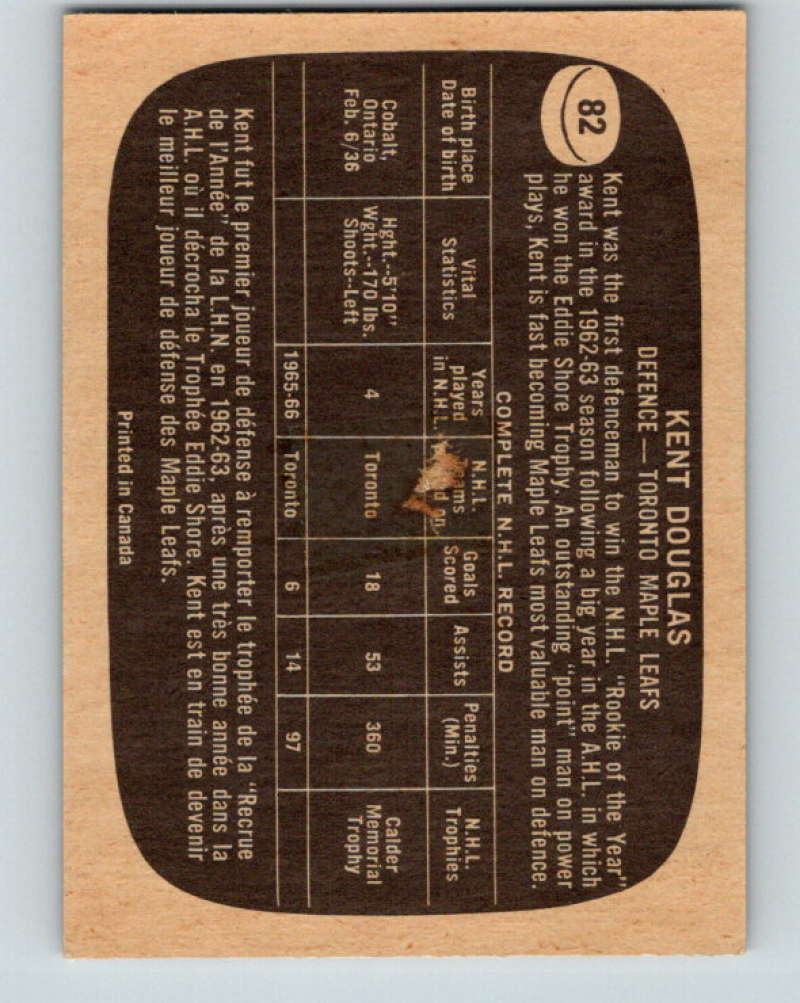 82
KENT DOUGLAS
DEFENCE — TORONTO MAPLE LEAFS
Kent was the first defenceman to win the N.H.L. "Rookie of the Year"
award in the 1962-63 season following a big year in the A.H.L. in which
he won the Eddie Shore Trophy. An outstanding "point" man on power
plays, Kent is fast becoming Maple Leafs most valuable man on defence.
COMPLETE N.H.L. RECORD
Birth place Vital Years N.H.L. Goals Assists Penalties N.H.L.
Date of birth Statistics played Scored (Min.) Trophies
in N.H.L.
Cobalt, Hght.--5'10" 4 Toronto 18 53 360 Calder
Ontario Wght.--170 lbs. Memorial
Feb. 6/36 Shoots--Left Trophy
1965-66 Toronto 6 14 97
Kent fut le premier joueur de défense à remporter le trophée de la "Recrue
de l'Année" de la L.H.N. en 1962-63, après une très bonne année dans la
A.H.L. où il décrocha le Trophée Eddie Shore. Kent est en train de devenir
le meilleur joueur de défense des Maple Leafs.
Printed in Canada